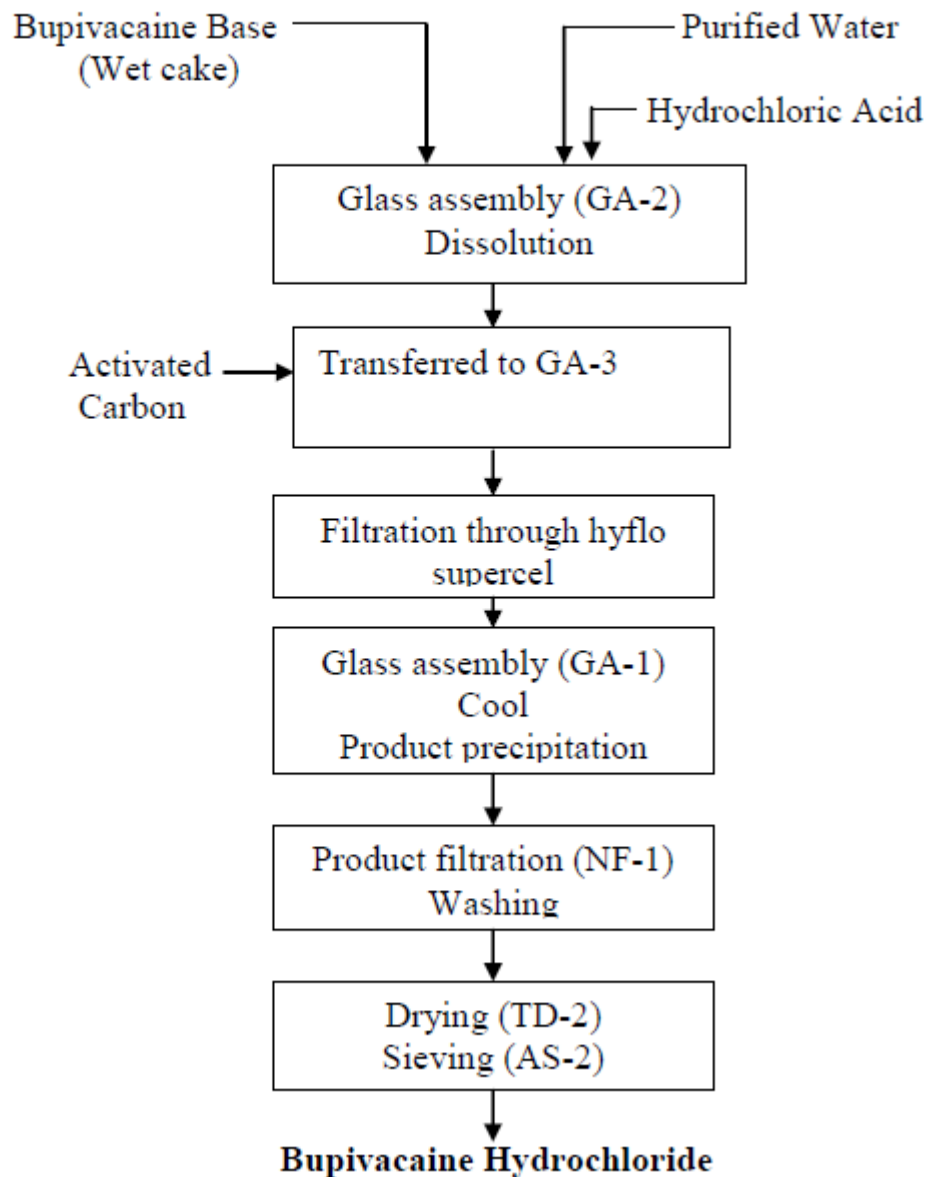 Bupivacaine Base
(Wet cake)
Purified Water
Hydrochloric Acid
Glass assembly (GA-2)
Dissolution
Activated
Carbon
Transferred to GA-3
Filtration through hyflo
supercel
Glass assembly (GA-1)
Cool
Product precipitation
Product filtration (NF-1)
Washing
Drying (TD-2)
Sieving (AS-2)
Bupivacaine Hydrochloride